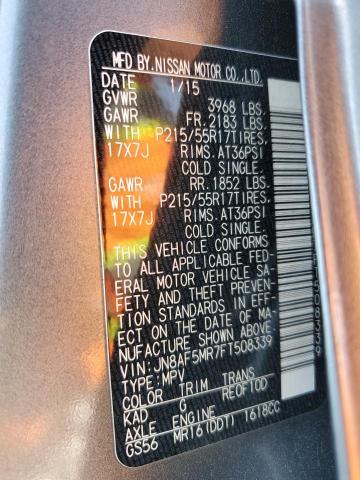 MFD BY.NISSAN MOTOR CO.,LTD.
DATE 1/15
GVWR 3968 LBS.
GAWR FR.2183 LBS.
WITH P215/55R17TIRES,
17X7J RIMS.AT36PSI
COLD SINGLE.
GAWR RR.1852 LBS.
WITH P215/55R17TIRES,
17X7J RIMS.AT36PSI
COLD SINGLE.
THIS VEHICLE CONFORMS
TO ALL APPLICABLE FED-
ERAL MOTOR VEHICLE SA-
FETY AND THEFT PREVEN-
TION STANDARDS IN EFF-
ECT ON THE DATE OF MA-
NUFACTURE SHOWN ABOVE.
VIN:JN8AF5MR7FT508339
TYPE:MPV
COLOR TRIM TRANS
KAD G RE0F10D
AXLE ENGINE
GS56 MR16(DDT) 1618CC